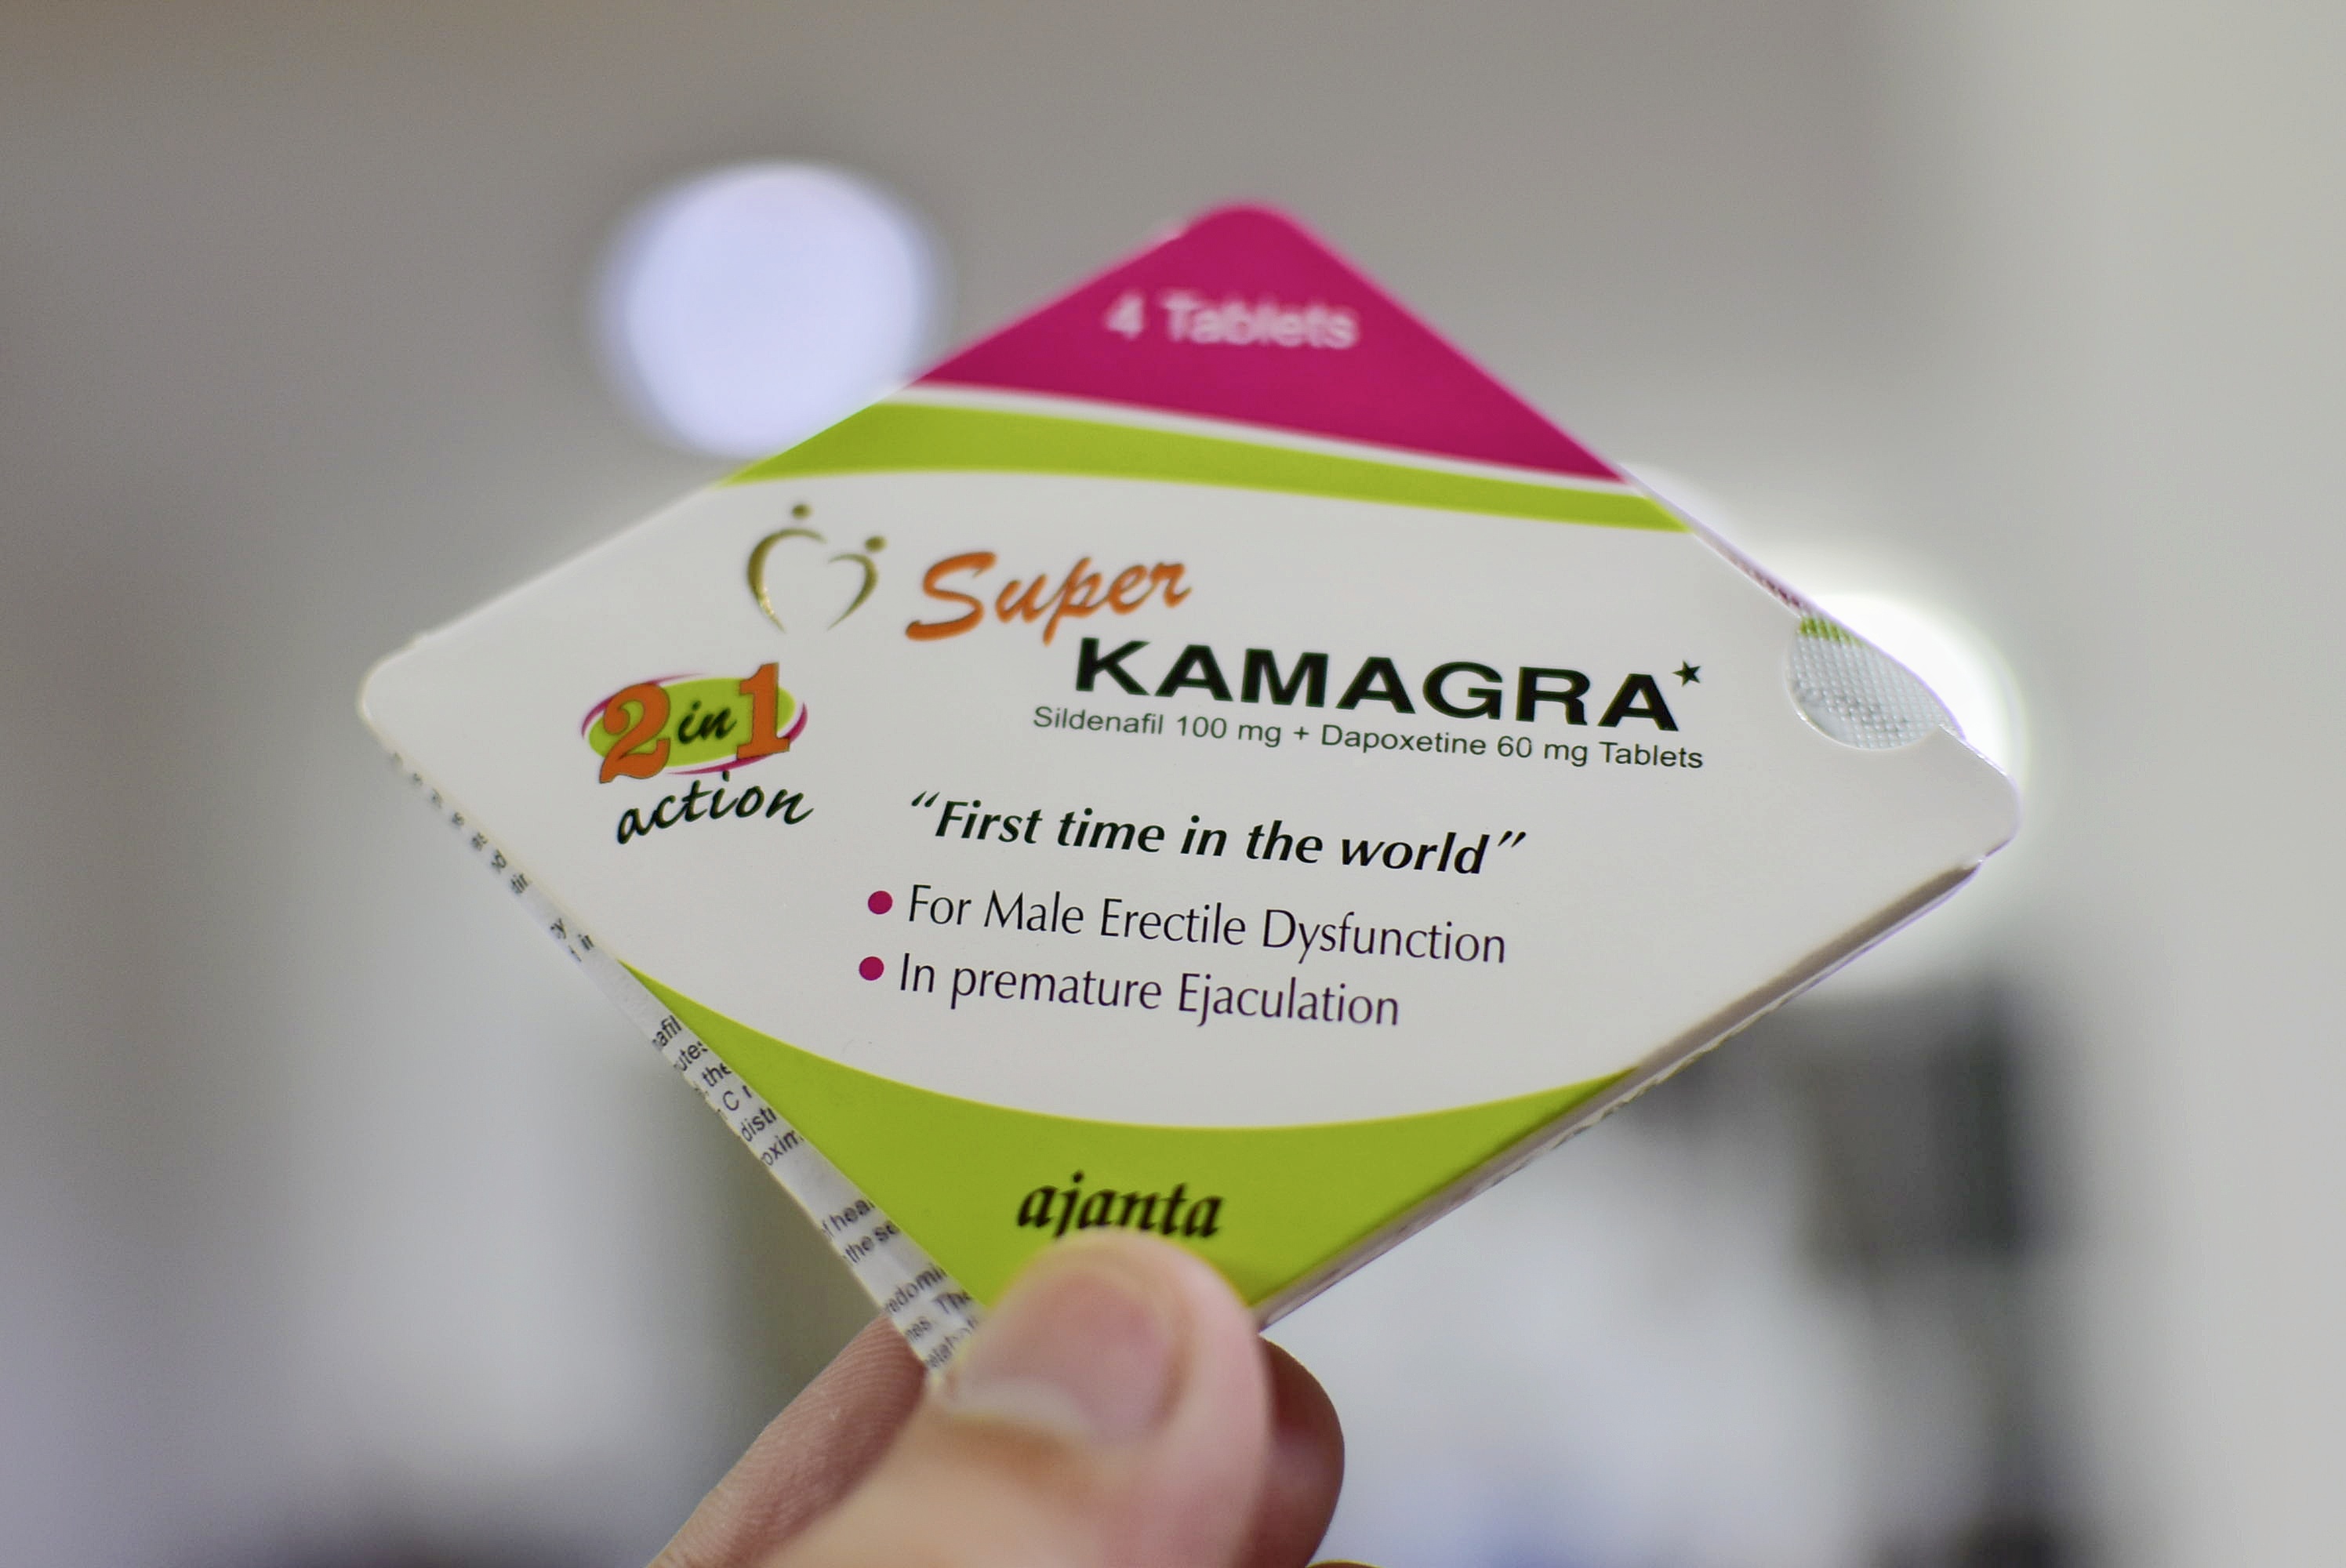 4 Tablets
Super
KAMAGRA★
Sildenafil 100 mg + Dapoxetine 60 mg Tablets
2 in 1
action
“First time in the world”
• For Male Erectile Dysfunction
• In premature Ejaculation
ajanta